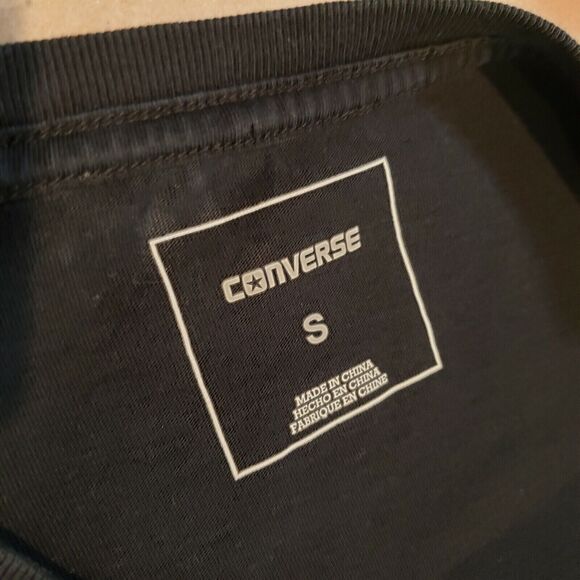 CONVERSE
S
MADE IN CHINA
HECHO EN CHINA
FABRIQUE EN CHINE